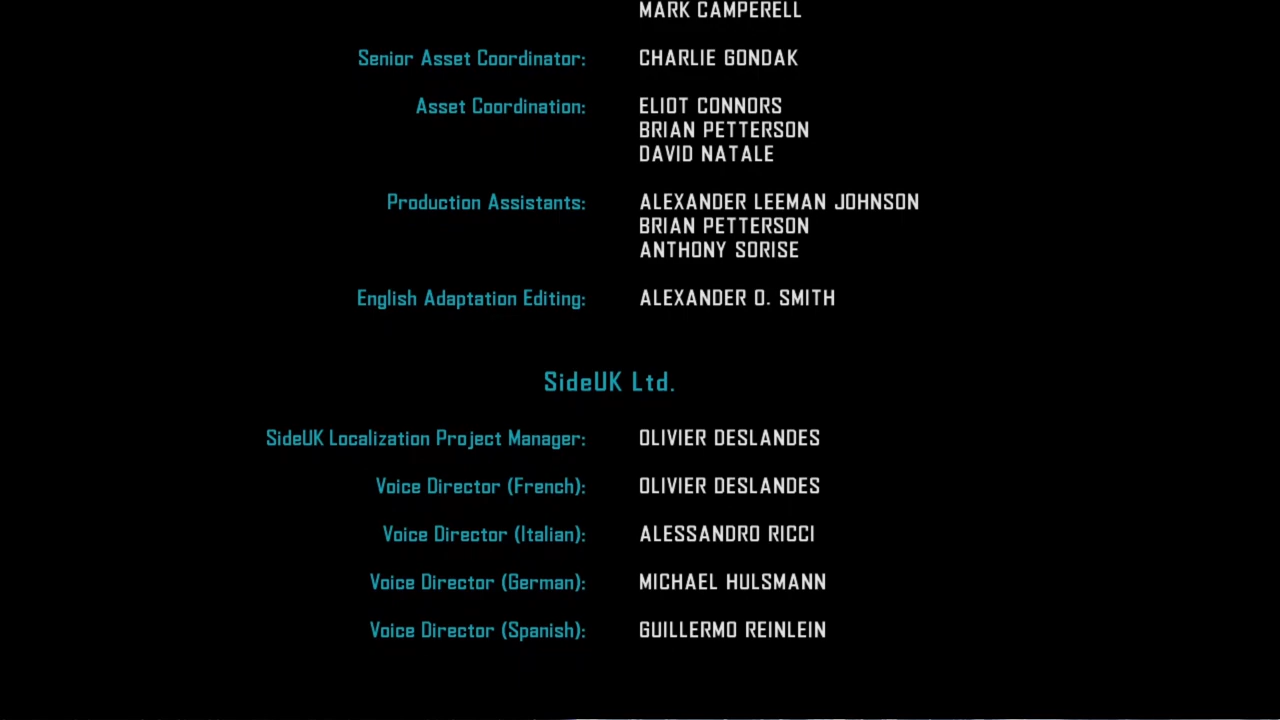 MARK CAMPERELL
Senior Asset Coordinator: CHARLIE GONDAK
Asset Coordination: ELIOT CONNORS
BRIAN PETTERSON
DAVID NATALE
Production Assistants: ALEXANDER LEEMAN JOHNSON
BRIAN PETTERSON
ANTHONY SORISE
English Adaptation Editing: ALEXANDER O. SMITH
SideUK Ltd.
SideUK Localization Project Manager: OLIVIER DESLANDES
Voice Director (French): OLIVIER DESLANDES
Voice Director (Italian): ALESSANDRO RICCI
Voice Director (German): MICHAEL HULSMANN
Voice Director (Spanish): GUILLERMO REINLEIN